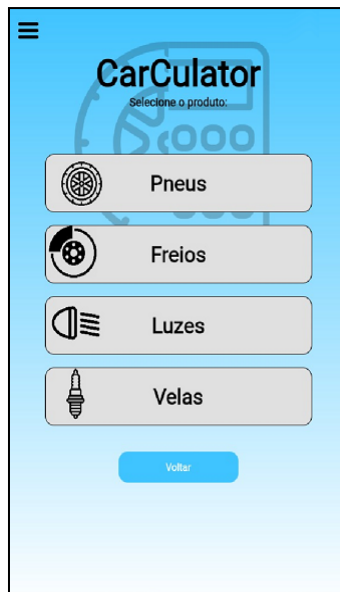 CarCulator
Selecione o produto:
Pneus
Freios
Luzes
Velas
Voltar